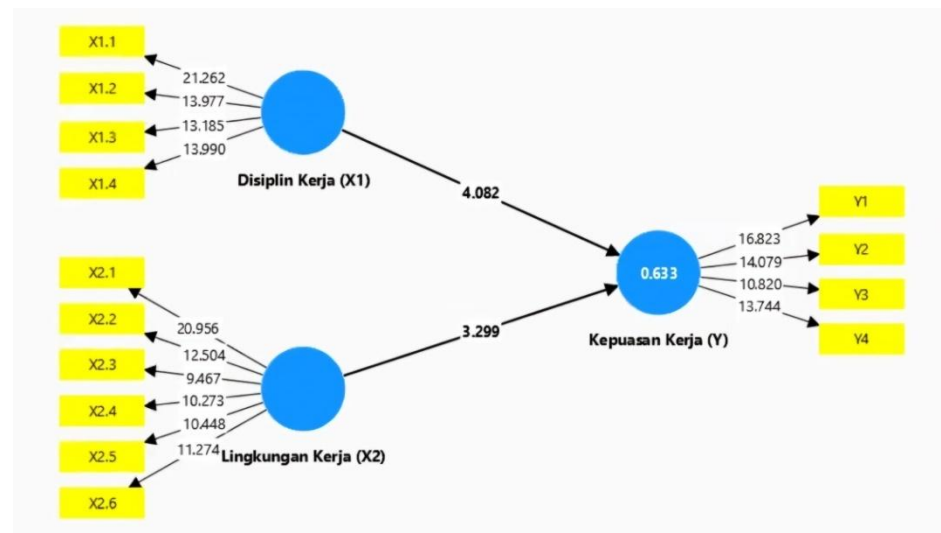 X1.1
X1.2
X1.3
X1.4
21.262
13.977
13.185
13.990
Disiplin Kerja (X1)
4.082
X2.1
X2.2
X2.3
X2.4
X2.5
X2.6
20.956
12.504
9.467
10.273
10.448
11.274
Lingkungan Kerja (X2)
3.299
0.633
Kepuasan Kerja (Y)
16.823
14.079
10.820
13.744
Y1
Y2
Y3
Y4